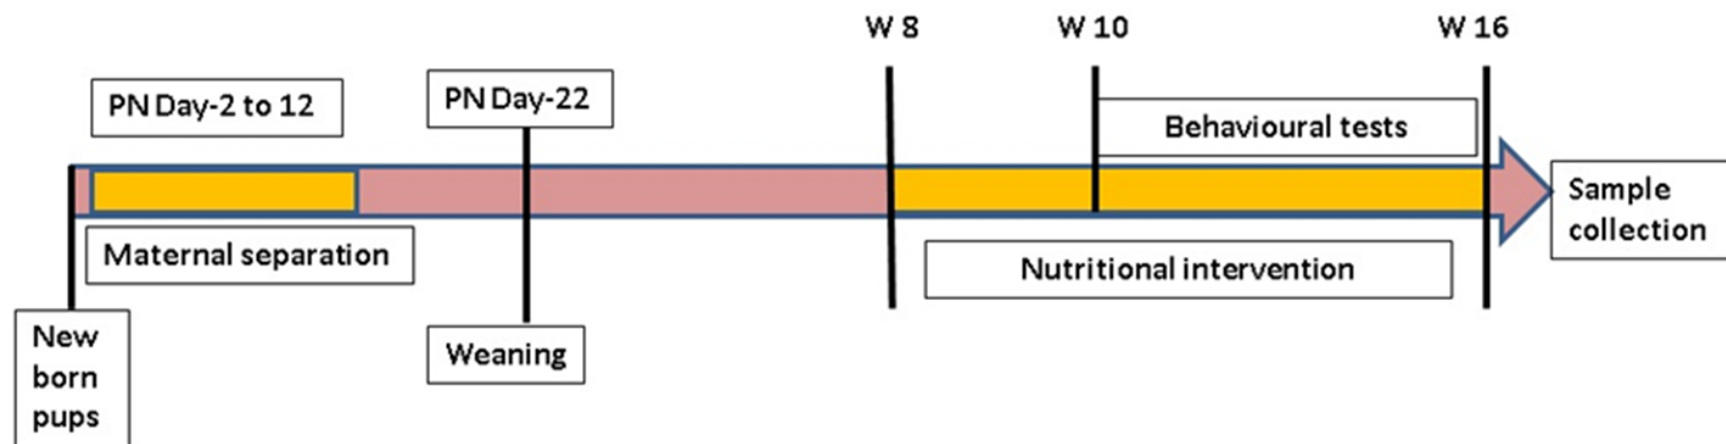 W 8
W 10
W 16
PN Day-2 to 12
PN Day-22
Behavioural tests
Sample
collection
Maternal separation
Nutritional intervention
New
born
pups
Weaning